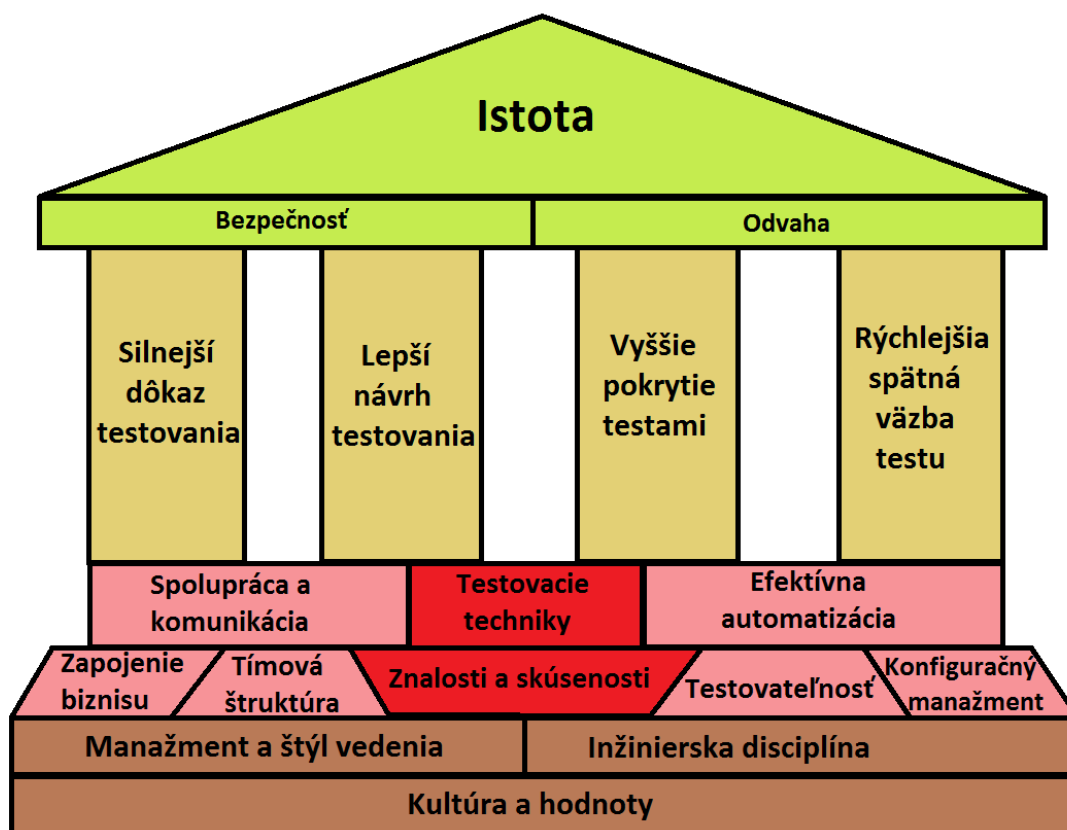 Istota
Bezpečnosť
Odvaha
Silnejší
dôkaz
testovania
Lepší
návrh
testovania
Vyššie
pokrytie
testami
Rýchlejšia
spätná
väzba
testu
Spolupráca a
komunikácia
Testovacie
techniky
Efektívna
automatizácia
Zapojenie
biznisu
Tímová
štruktúra
Znalosti a skúsenosti
Testovateľnosť
Konfiguračný
manažment
Manažment a štýl vedenia
Inžinierska disciplína
Kultúra a hodnoty